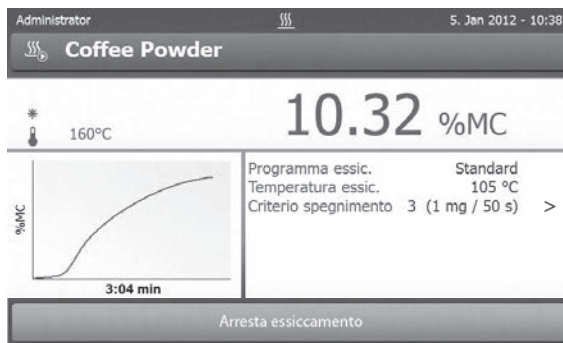 Administrator 5. Jan 2012 - 10:38
Coffee Powder
10.32 %MC
160°C
Programma essic. Standard
Temperatura essic. 105 °C
Criterio spegnimento 3 (1 mg / 50 s) >
%MC
3:04 min
Arresta essiccamento